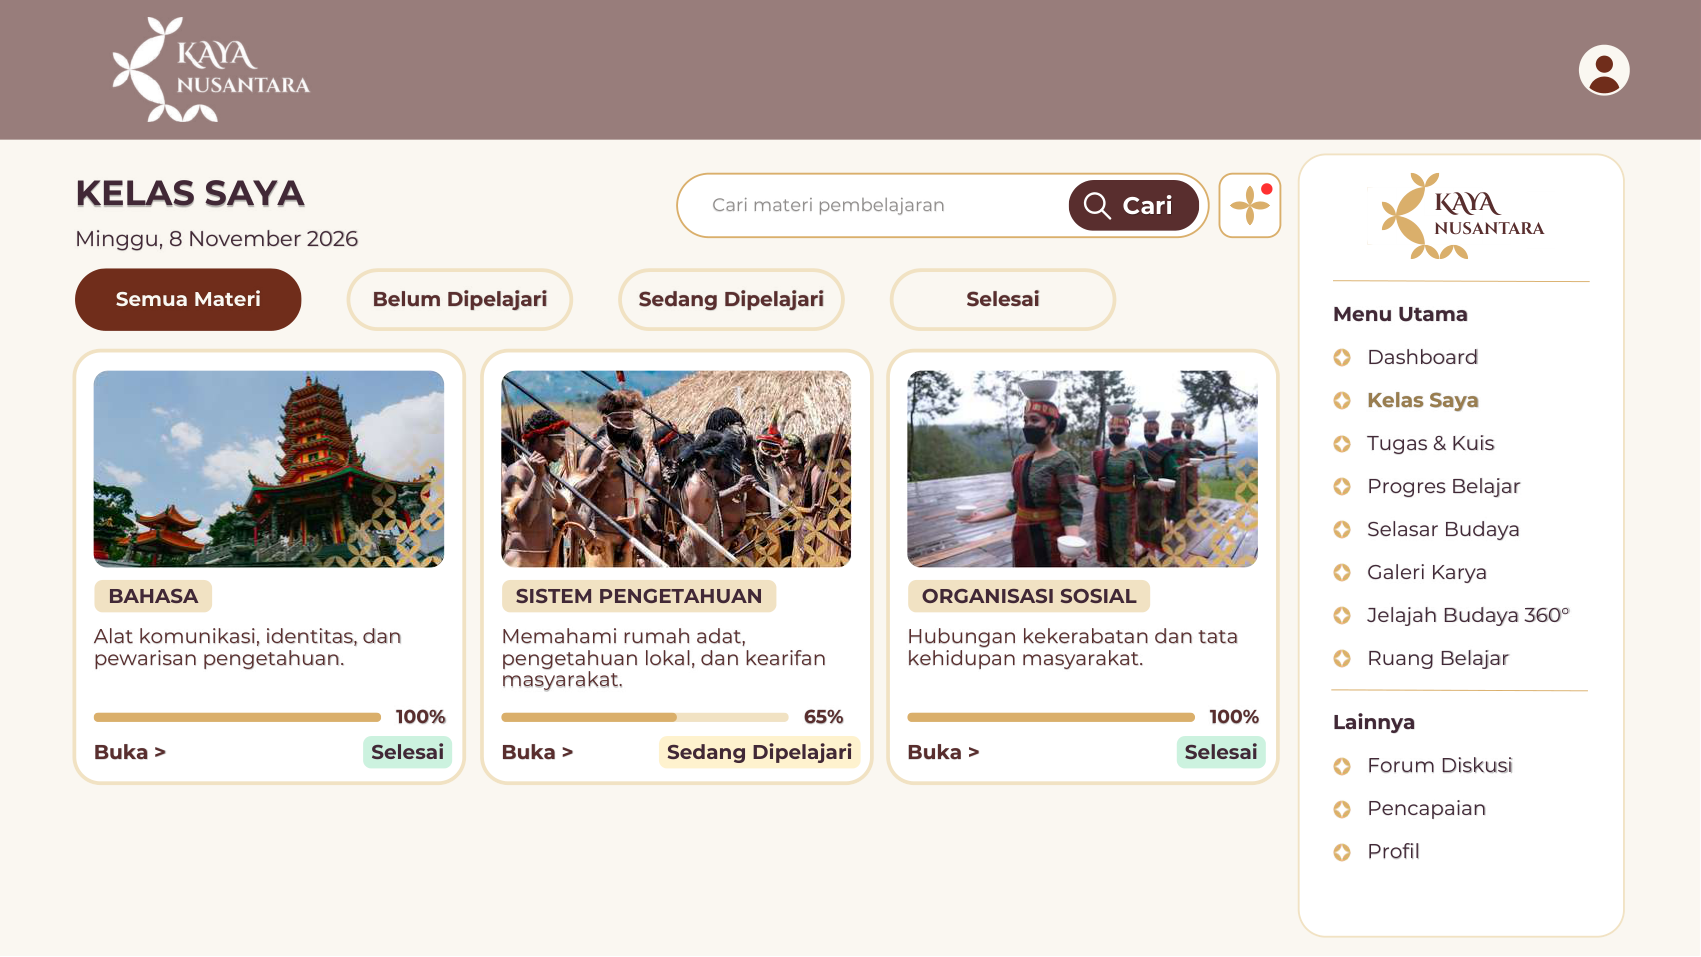 KAYA
NUSANTARA
KELAS SAYA
Minggu, 8 November 2026
Cari materi pembelajaran
Cari
Semua Materi
Belum Dipelajari
Sedang Dipelajari
Selesai
BAHASA
Alat komunikasi, identitas, dan
pewarisan pengetahuan.
100%
Buka >
Selesai
SISTEM PENGETAHUAN
Memahami rumah adat,
pengetahuan lokal, dan kearifan
masyarakat.
65%
Buka >
Sedang Dipelajari
ORGANISASI SOSIAL
Hubungan kekerabatan dan tata
kehidupan masyarakat.
100%
Buka >
Selesai
KAYA
NUSANTARA
Menu Utama
Dashboard
Kelas Saya
Tugas & Kuis
Progres Belajar
Selasar Budaya
Galeri Karya
Jelajah Budaya 360°
Ruang Belajar
Lainnya
Forum Diskusi
Pencapaian
Profil